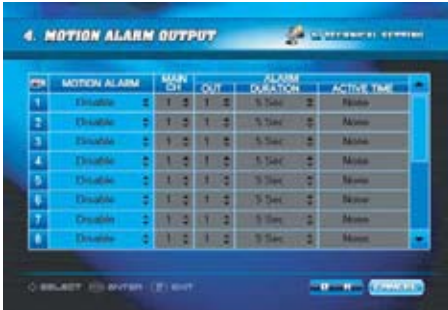 4. MOTION ALARM OUTPUT
MOTION ALARM MAIN CH ALARM OUT DURATION ACTIVE TIME
1 Disable 1 1 5 Sec None
2 Disable 1 1 5 Sec None
3 Disable 1 1 5 Sec None
4 Disable 1 1 5 Sec None
5 Disable 1 1 5 Sec None
6 Disable 1 1 5 Sec None
7 Disable 1 1 5 Sec None
8 Disable 1 1 5 Sec None
SELECT ENTER EXIT CANCEL